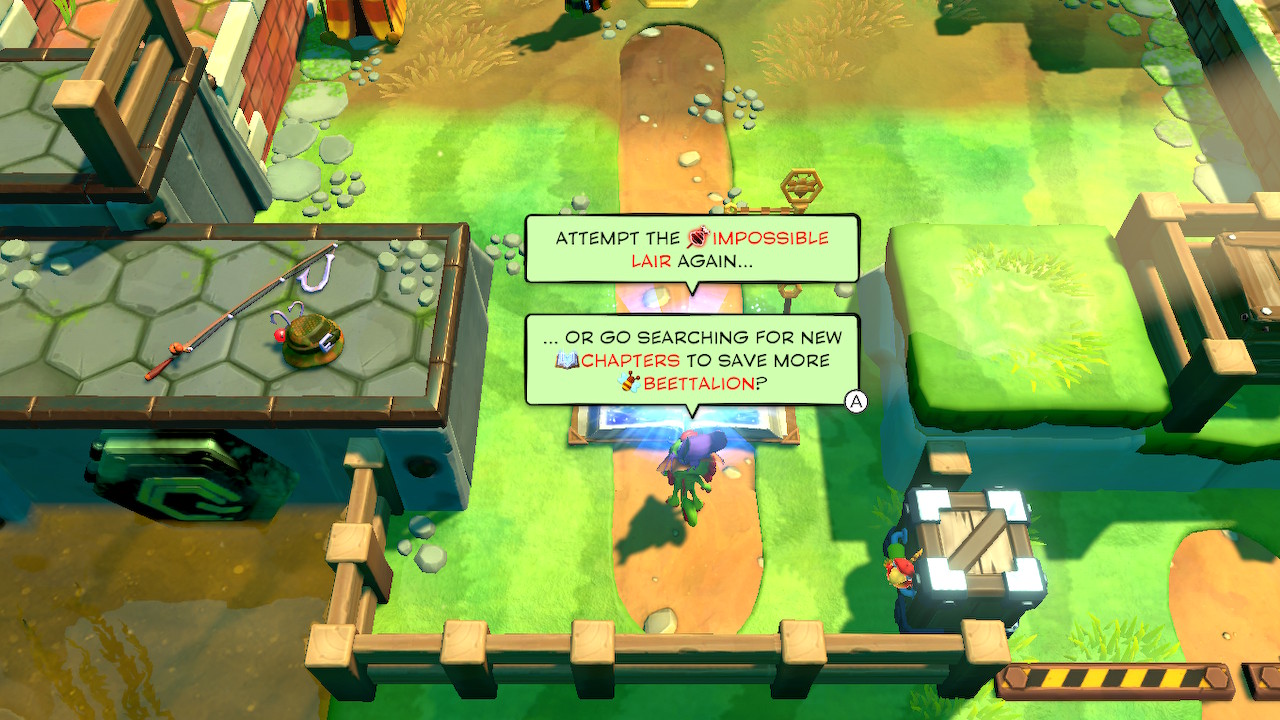 ATTEMPT THE IMPOSSIBLE
LAIR AGAIN...
... OR GO SEARCHING FOR NEW
CHAPTERS TO SAVE MORE
BEETTALION?
A